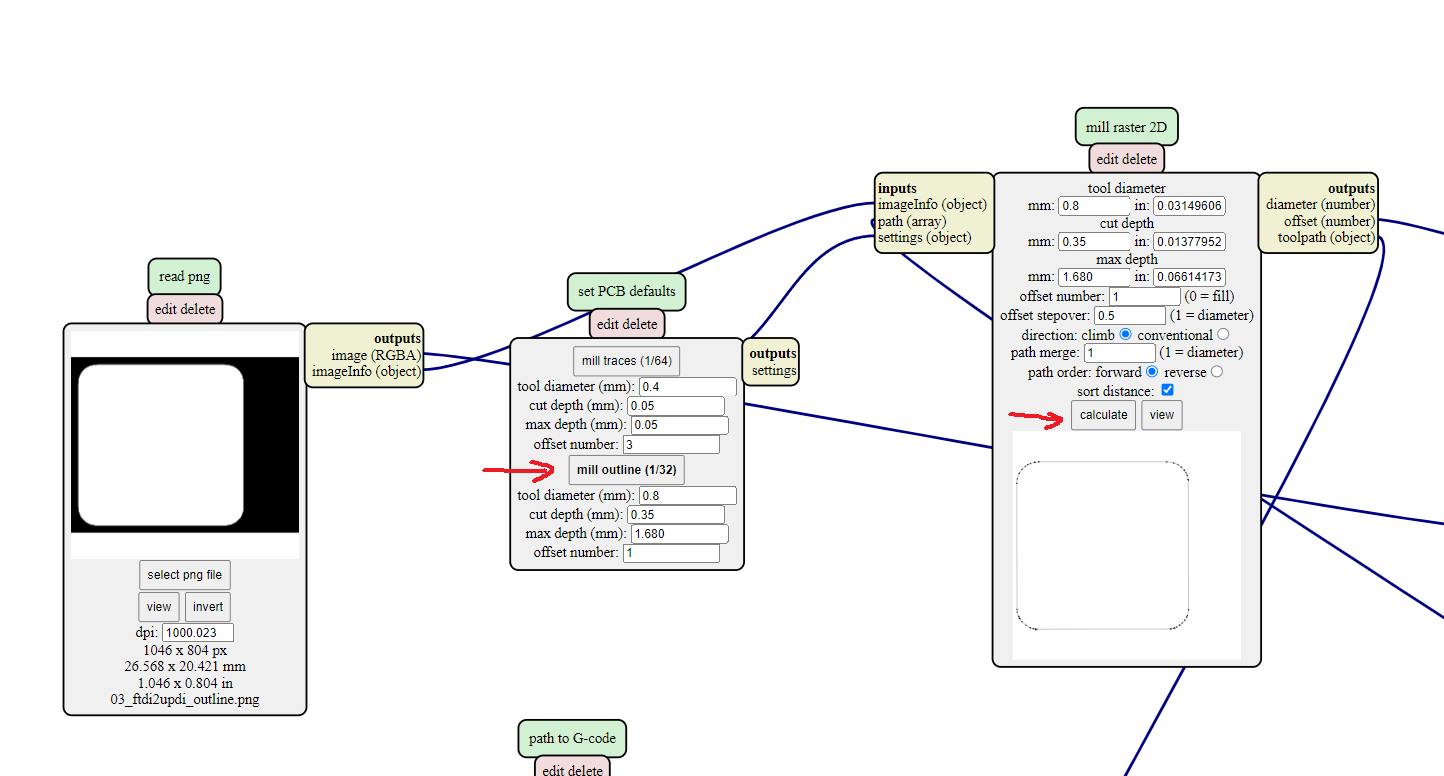 read png
edit delete
outputs
image (RGBA)
imageInfo (object)
select png file
view invert
dpi: 1000.023
1046 x 804 px
26.568 x 20.421 mm
1.046 x 0.804 in
03_ftdi2updi_outline.png
set PCB defaults
edit delete
mill traces (1/64)
tool diameter (mm): 0.4
cut depth (mm): 0.05
max depth (mm): 0.05
offset number: 3
mill outline (1/32)
tool diameter (mm): 0.8
cut depth (mm): 0.35
max depth (mm): 1.680
offset number: 1
outputs
settings
path to G-code
edit delete
mill raster 2D
edit delete
inputs
imageInfo (object)
path (array)
settings (object)
tool diameter
mm: 0.8 in: 0.03149606
cut depth
mm: 0.35 in: 0.01377952
max depth
mm: 1.680 in: 0.06614173
offset number: 1 (0 = fill)
offset stepover: 0.5 (1 = diameter)
direction: climb conventional
path merge: 1 (1 = diameter)
path order: forward reverse
sort distance:
calculate view
outputs
diameter (number)
offset (number)
toolpath (object)